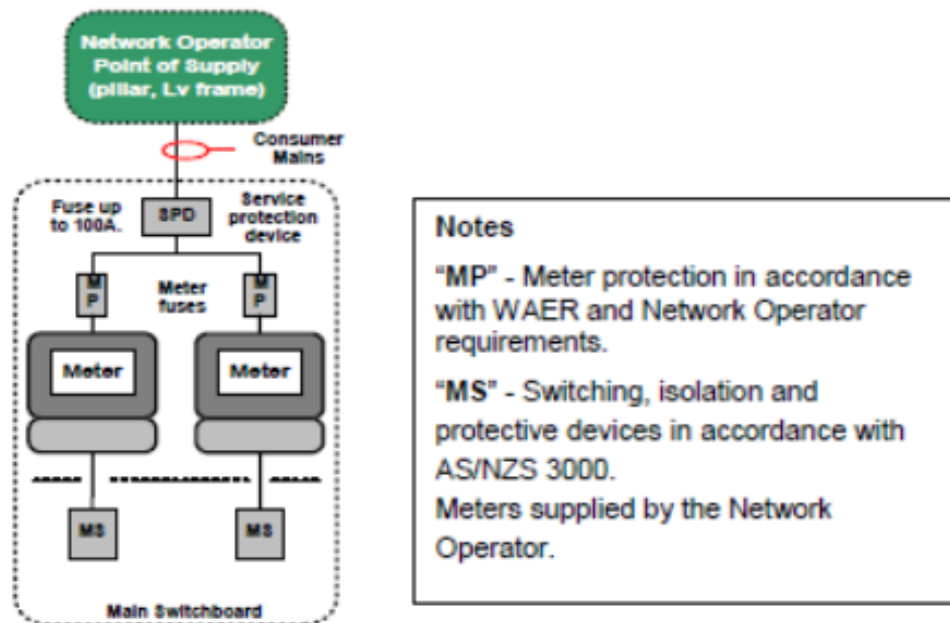 Network Operator
Point of Supply
(pillar, Lv frame)
Consumer
Mains
Fuse up
to 100A.
SPD
Service
protection
device
MP
Meter
fuses
MP
Meter
Meter
MS
MS
Main Switchboard
Notes
“MP” - Meter protection in accordance
with WAER and Network Operator
requirements.
“MS” - Switching, isolation and
protective devices in accordance with
AS/NZS 3000.
Meters supplied by the Network
Operator.